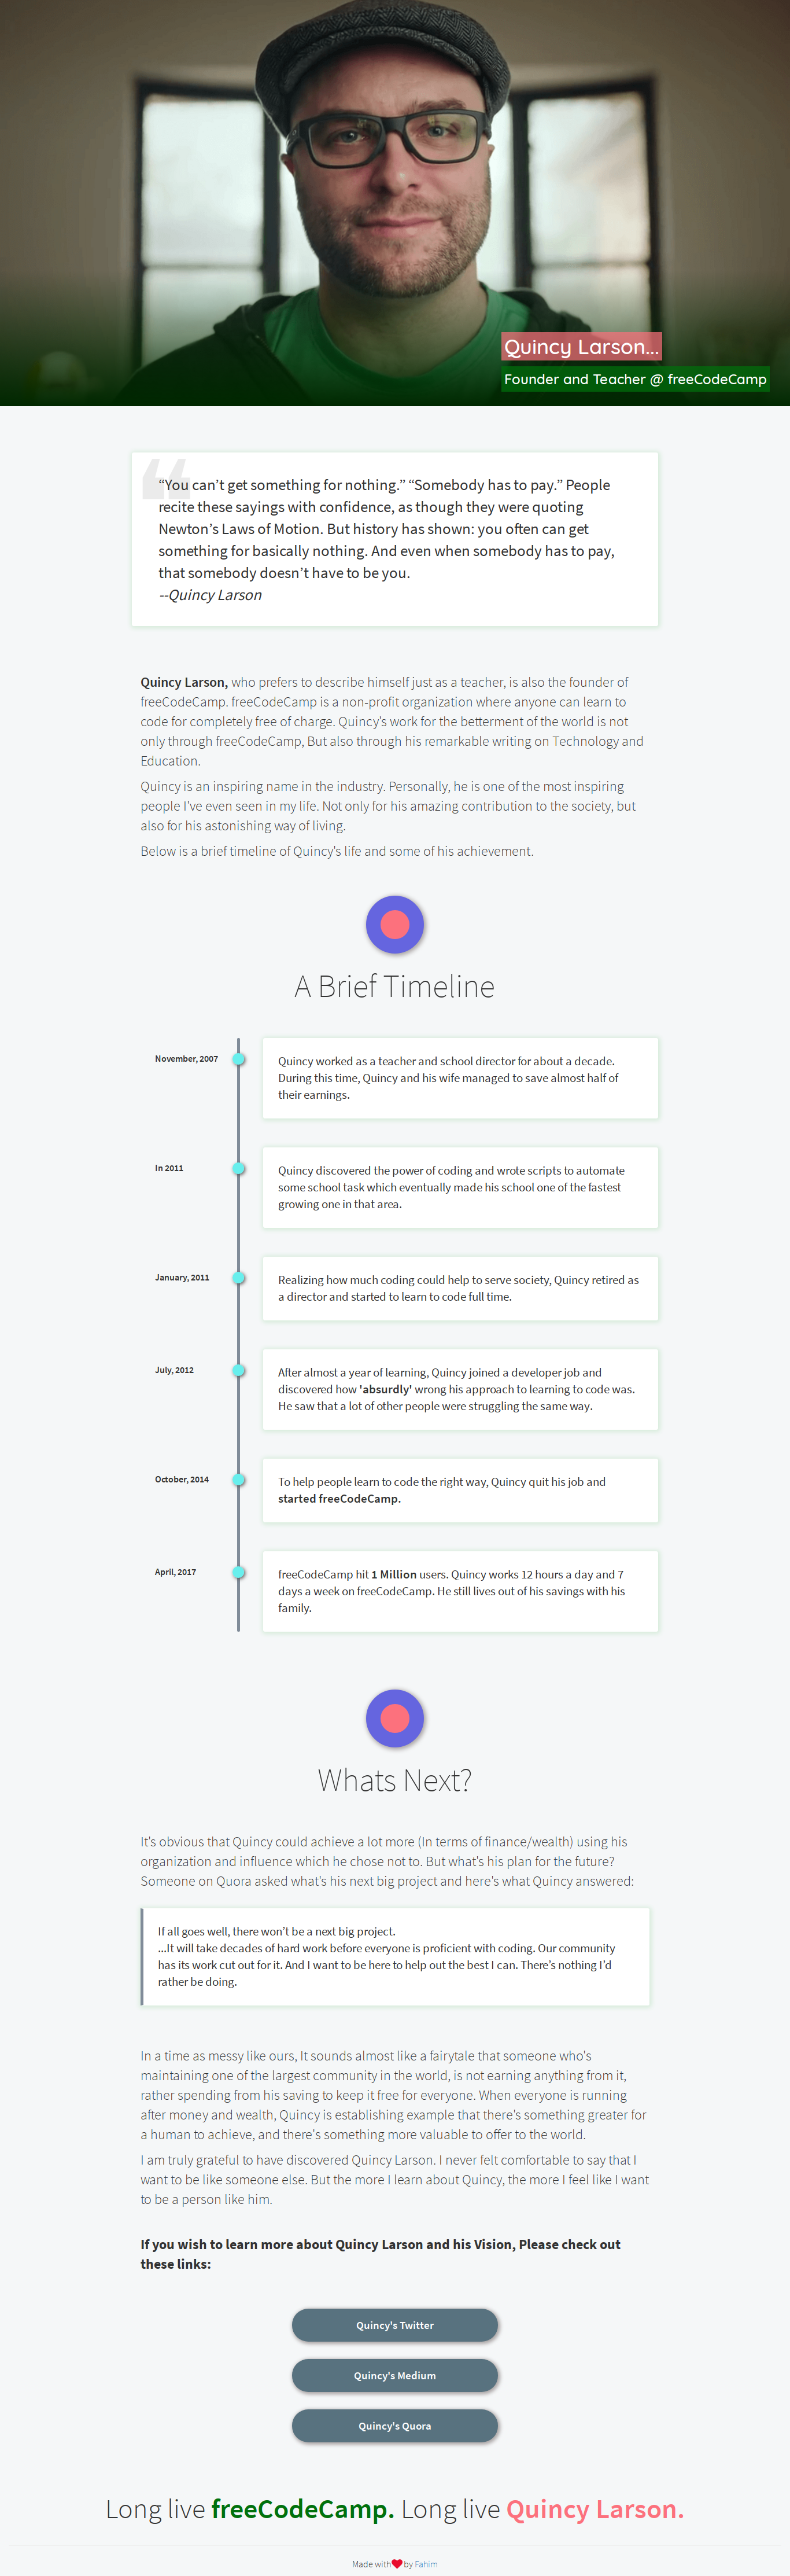 Quincy Larson...
Founder and Teacher @ freeCodeCamp
“You can’t get something for nothing.” “Somebody has to pay.” People
recite these sayings with confidence, as though they were quoting
Newton’s Laws of Motion. But history has shown: you often can get
something for basically nothing. And even when somebody has to pay,
that somebody doesn’t have to be you.
--Quincy Larson
Quincy Larson, who prefers to describe himself just as a teacher, is also the founder of
freeCodeCamp. freeCodeCamp is a non-profit organization where anyone can learn to
code for completely free of charge. Quincy's work for the betterment of the world is not
only through freeCodeCamp, But also through his remarkable writing on Technology and
Education.
Quincy is an inspiring name in the industry. Personally, he is one of the most inspiring
people I've even seen in my life. Not only for his amazing contribution to the society, but
also for his astonishing way of living.
Below is a brief timeline of Quincy's life and some of his achievement.
A Brief Timeline
November, 2007
Quincy worked as a teacher and school director for about a decade.
During this time, Quincy and his wife managed to save almost half of
their earnings.
In 2011
Quincy discovered the power of coding and wrote scripts to automate
some school task which eventually made his school one of the fastest
growing one in that area.
January, 2011
Realizing how much coding could help to serve society, Quincy retired as
a director and started to learn to code full time.
July, 2012
After almost a year of learning, Quincy joined a developer job and
discovered how 'absurdly' wrong his approach to learning to code was.
He saw that a lot of other people were struggling the same way.
October, 2014
To help people learn to code the right way, Quincy quit his job and
started freeCodeCamp.
April, 2017
freeCodeCamp hit 1 Million users. Quincy works 12 hours a day and 7
days a week on freeCodeCamp. He still lives out of his savings with his
family.
Whats Next?
It's obvious that Quincy could achieve a lot more (In terms of finance/wealth) using his
organization and influence which he chose not to. But what's his plan for the future?
Someone on Quora asked what's his next big project and here's what Quincy answered:
If all goes well, there won’t be a next big project.
...It will take decades of hard work before everyone is proficient with coding. Our community
has its work cut out for it. And I want to be here to help out the best I can. There’s nothing I’d
rather be doing.
In a time as messy like ours, It sounds almost like a fairytale that someone who's
maintaining one of the largest community in the world, is not earning anything from it,
rather spending from his saving to keep it free for everyone. When everyone is running
after money and wealth, Quincy is establishing example that there's something greater for
a human to achieve, and there's something more valuable to offer to the world.
I am truly grateful to have discovered Quincy Larson. I never felt comfortable to say that I
want to be like someone else. But the more I learn about Quincy, the more I feel like I want
to be a person like him.
If you wish to learn more about Quincy Larson and his Vision, Please check out
these links:
Quincy's Twitter
Quincy's Medium
Quincy's Quora
Long live freeCodeCamp. Long live Quincy Larson.
Made with❤by Fahim